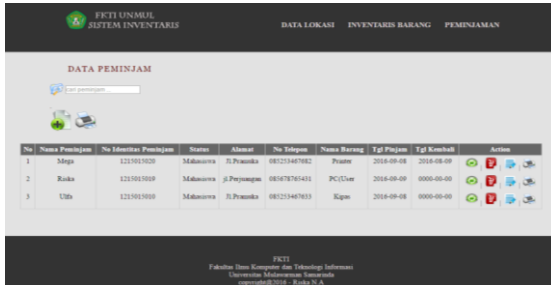 FKTI UNMUL
SISTEM INVENTARIS
DATA LOKASI INVENTARIS BARANG PEMINJAMAN
DATA PEMINJAM
cari peminjam...
No Nama Peminjam No Identitas Peminjam Status Alamat No Telepon Nama Barang Tgl Pinjam Tgl Kembali Action
1 Mega 1215015020 Mahasiswa Jl.Pramuka 085253467682 Printer 2016-09-08 2016-08-09
2 Riska 1215015019 Mahasiswa jl.Perjuangan 085678765431 PC/User 2016-09-09 0000-00-00
3 Ulfa 1215015010 Mahasiswa Jl.Pramuka 085253467653 Kipas 2016-09-08 0000-00-00
FKTI
Fakultas Ilmu Komputer dan Teknologi Informasi
Universitas Mulawarman Samarinda
copyright@2016 - Riska N.A